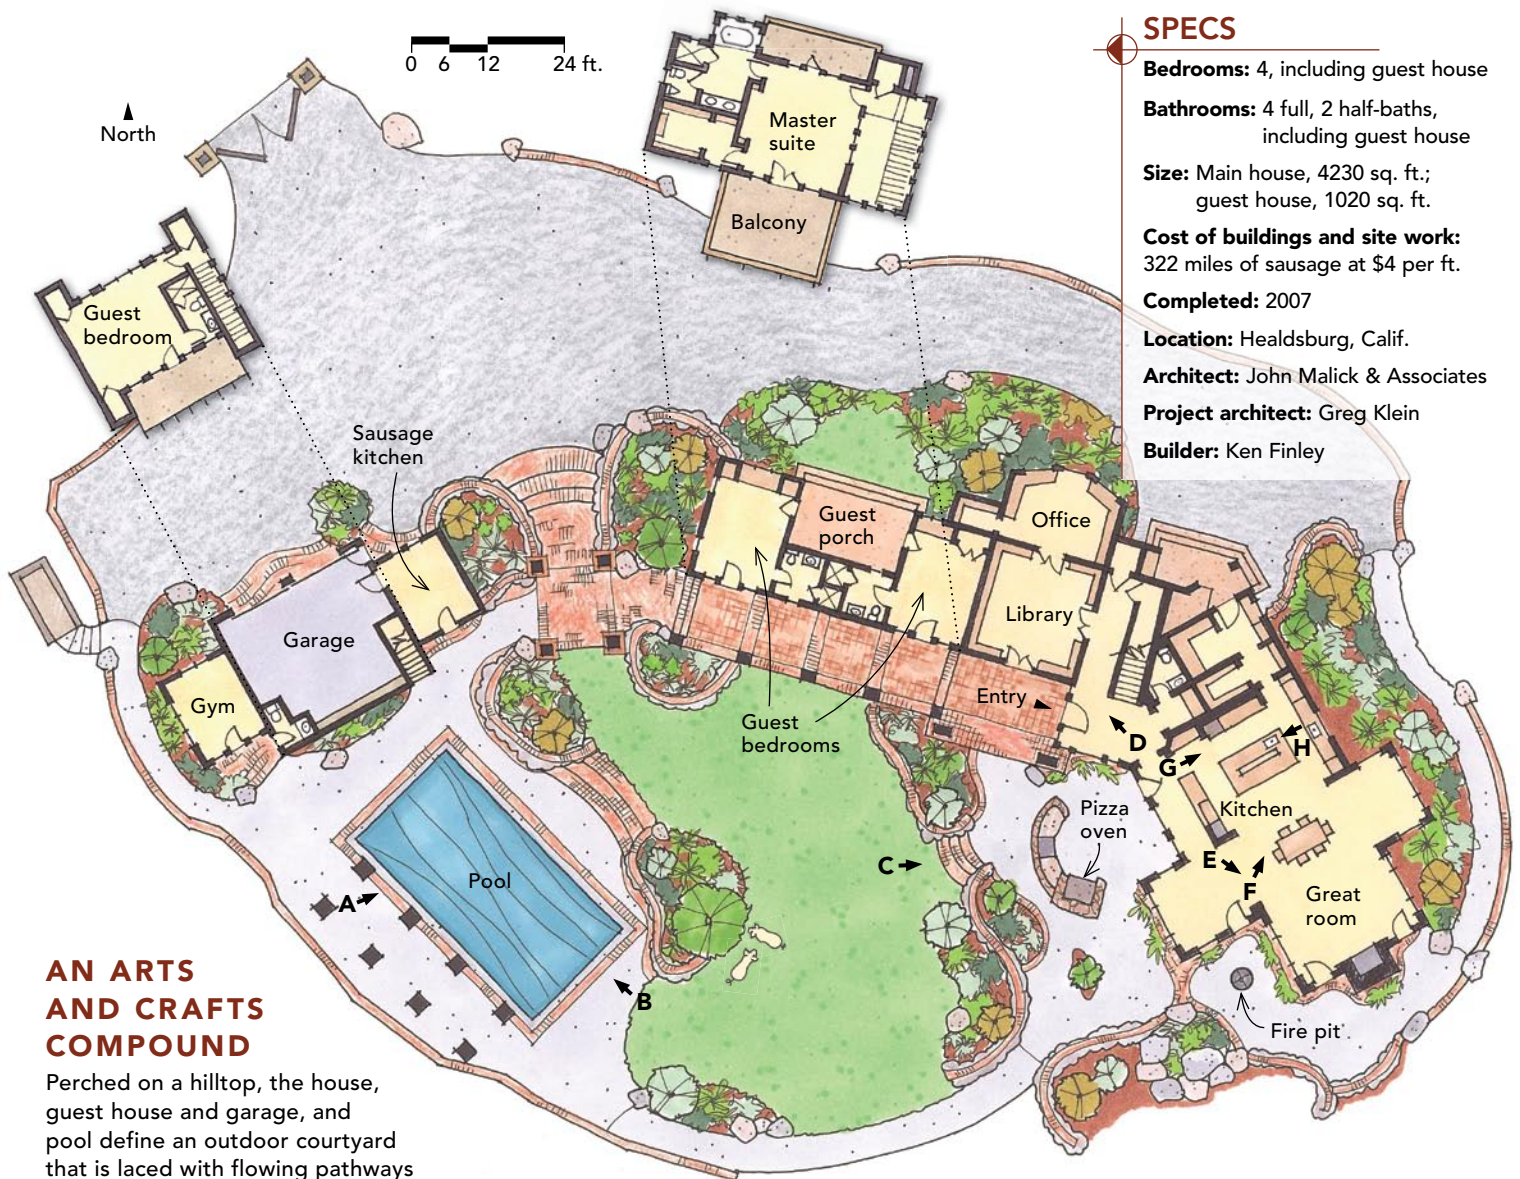 0 6 12 24 ft.
North
Master
suite
Balcony
Guest
bedroom
SPECS
Bedrooms: 4, including guest house
Bathrooms: 4 full, 2 half-baths,
including guest house
Size: Main house, 4230 sq. ft.;
guest house, 1020 sq. ft.
Cost of buildings and site work:
322 miles of sausage at $4 per ft.
Completed: 2007
Location: Healdsburg, Calif.
Architect: John Malick & Associates
Project architect: Greg Klein
Builder: Ken Finley
Sausage
kitchen
Guest
porch
Office
Library
Garage
Gym
Entry
Guest
bedrooms
D
G
H
Pizza
oven
Kitchen
E
F
C
Great
room
Pool
A
B
Fire pit
AN ARTS
AND CRAFTS
COMPOUND
Perched on a hilltop, the house,
guest house and garage, and
pool define an outdoor courtyard
that is laced with flowing pathways